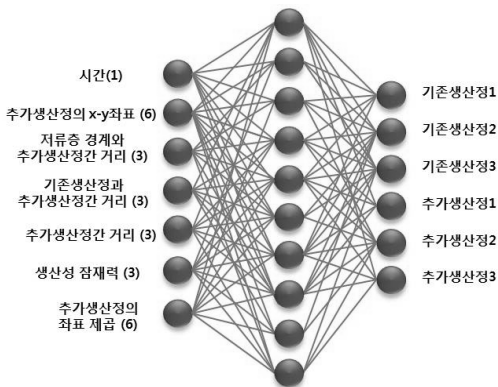 시간(1)
추가생산정의 x-y좌표 (6)
저류층 경계와
추가생산정간 거리 (3)
기존생산정과
추가생산정간 거리 (3)
추가생산정간 거리 (3)
생산성 잠재력 (3)
추가생산정의
좌표 제곱 (6)
기존생산정1
기존생산정2
기존생산정3
추가생산정1
추가생산정2
추가생산정3